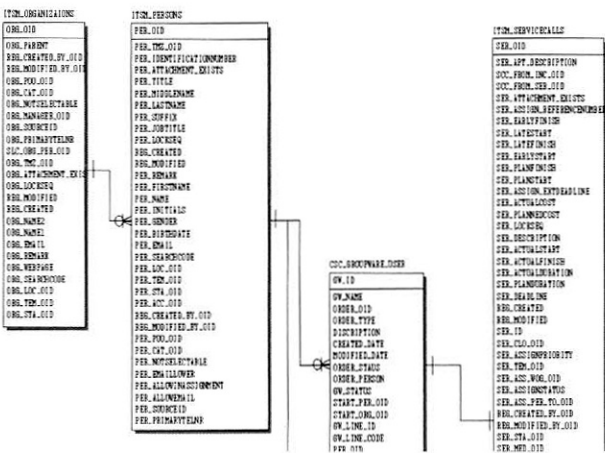 ITSM_ORGANIZAIONS
ORG_OID
ORG_PARENT
REG_CREATED_BY_OID
REG_MODIFIED_BY_OID
ORG_POO_OID
ORG_CAT_OID
ORG_NOTSELECTABLE
ORG_MANAGER_OID
ORG_SOURCEID
ORG_PRIMARYTELNR
SLC_ORG_PER_OID
ORG_TMZ_OID
ORG_ATTACHMENT_EXIS
ORG_LOCKSEQ
REG_MODIFIED
REG_CREATED
ORG_NAME2
ORG_NAME1
ORG_EMAIL
ORG_REMARK
ORG_WEBPAGE
ORG_SEARCHCODE
ORG_LOC_OID
ORG_TEM_OID
ORG_STA_OID
ITSM_PERSONS
PER_OID
PER_TMZ_OID
PER_IDENTIFICATIONNUMBER
PER_ATTACHMENT_EXISTS
PER_TITLE
PER_MIDDLENAME
PER_LASTNAME
PER_SUFFIX
PER_JOBTITLE
PER_LOCKSEQ
REG_CREATED
REG_MODIFIED
PER_REMARK
PER_FIRSTNAME
PER_NAME
PER_INITIALS
PER_GENDER
PER_BIRTHDATE
PER_EMAIL
PER_SEARCHCODE
PER_LOC_OID
PER_TEM_OID
PER_STA_OID
PER_ACC_OID
REG_CREATED_BY_OID
REG_MODIFIED_BY_OID
PER_POO_OID
PER_CAT_OID
PER_NOTSELECTABLE
PER_EMAILLOWER
PER_ALLOWINASSIGNMENT
PER_ALLOWEMAIL
PER_SOURCEID
PER_PRIMARYTELNR
CDC_GROUPWARE_USER
GW_ID
GW_NAME
ORDER_OID
ORDER_TYPE
DISCRIPTION
CREATED_DATE
MODIFIED_DATE
ORDER_STAUS
ORDER_PERSON
GW_STATUS
START_PER_OID
START_ORG_OID
GW_LINE_ID
GW_LINE_CODE
PER_OID
ITSM_SERVICECALLS
SER_OID
SER_APT_DESCRIPTION
SCC_FROM_INC_OID
SCC_FROM_SER_OID
SER_ATTACHMENT_EXISTS
SER_ASSIGN_REFERENCENUMBER
SER_EARLYFINISH
SER_LATESTART
SER_LATEFINISH
SER_EARLYSTART
SER_PLANFINISH
SER_PLANSTART
SER_ASSIGN_EXTDEADLINE
SER_ACTUALCOST
SER_PLANNEDCOST
SER_LOCKSEQ
SER_DESCRIPTION
SER_ACTUALSTART
SER_ACTUALFINISH
SER_ACTUALDURATION
SER_PLANDURATION
SER_DEADLINE
REG_CREATED
REG_MODIFIED
SER_ID
SER_CLO_OID
SER_ASSIGNPRIORITY
SER_TEM_OID
SER_ASS_WOG_OID
SER_ASSIGNSTATUS
SER_ASS_PER_TO_OID
REG_CREATED_BY_OID
REG_MODIFIED_BY_OID
SER_STA_OID
SER_MED_OID